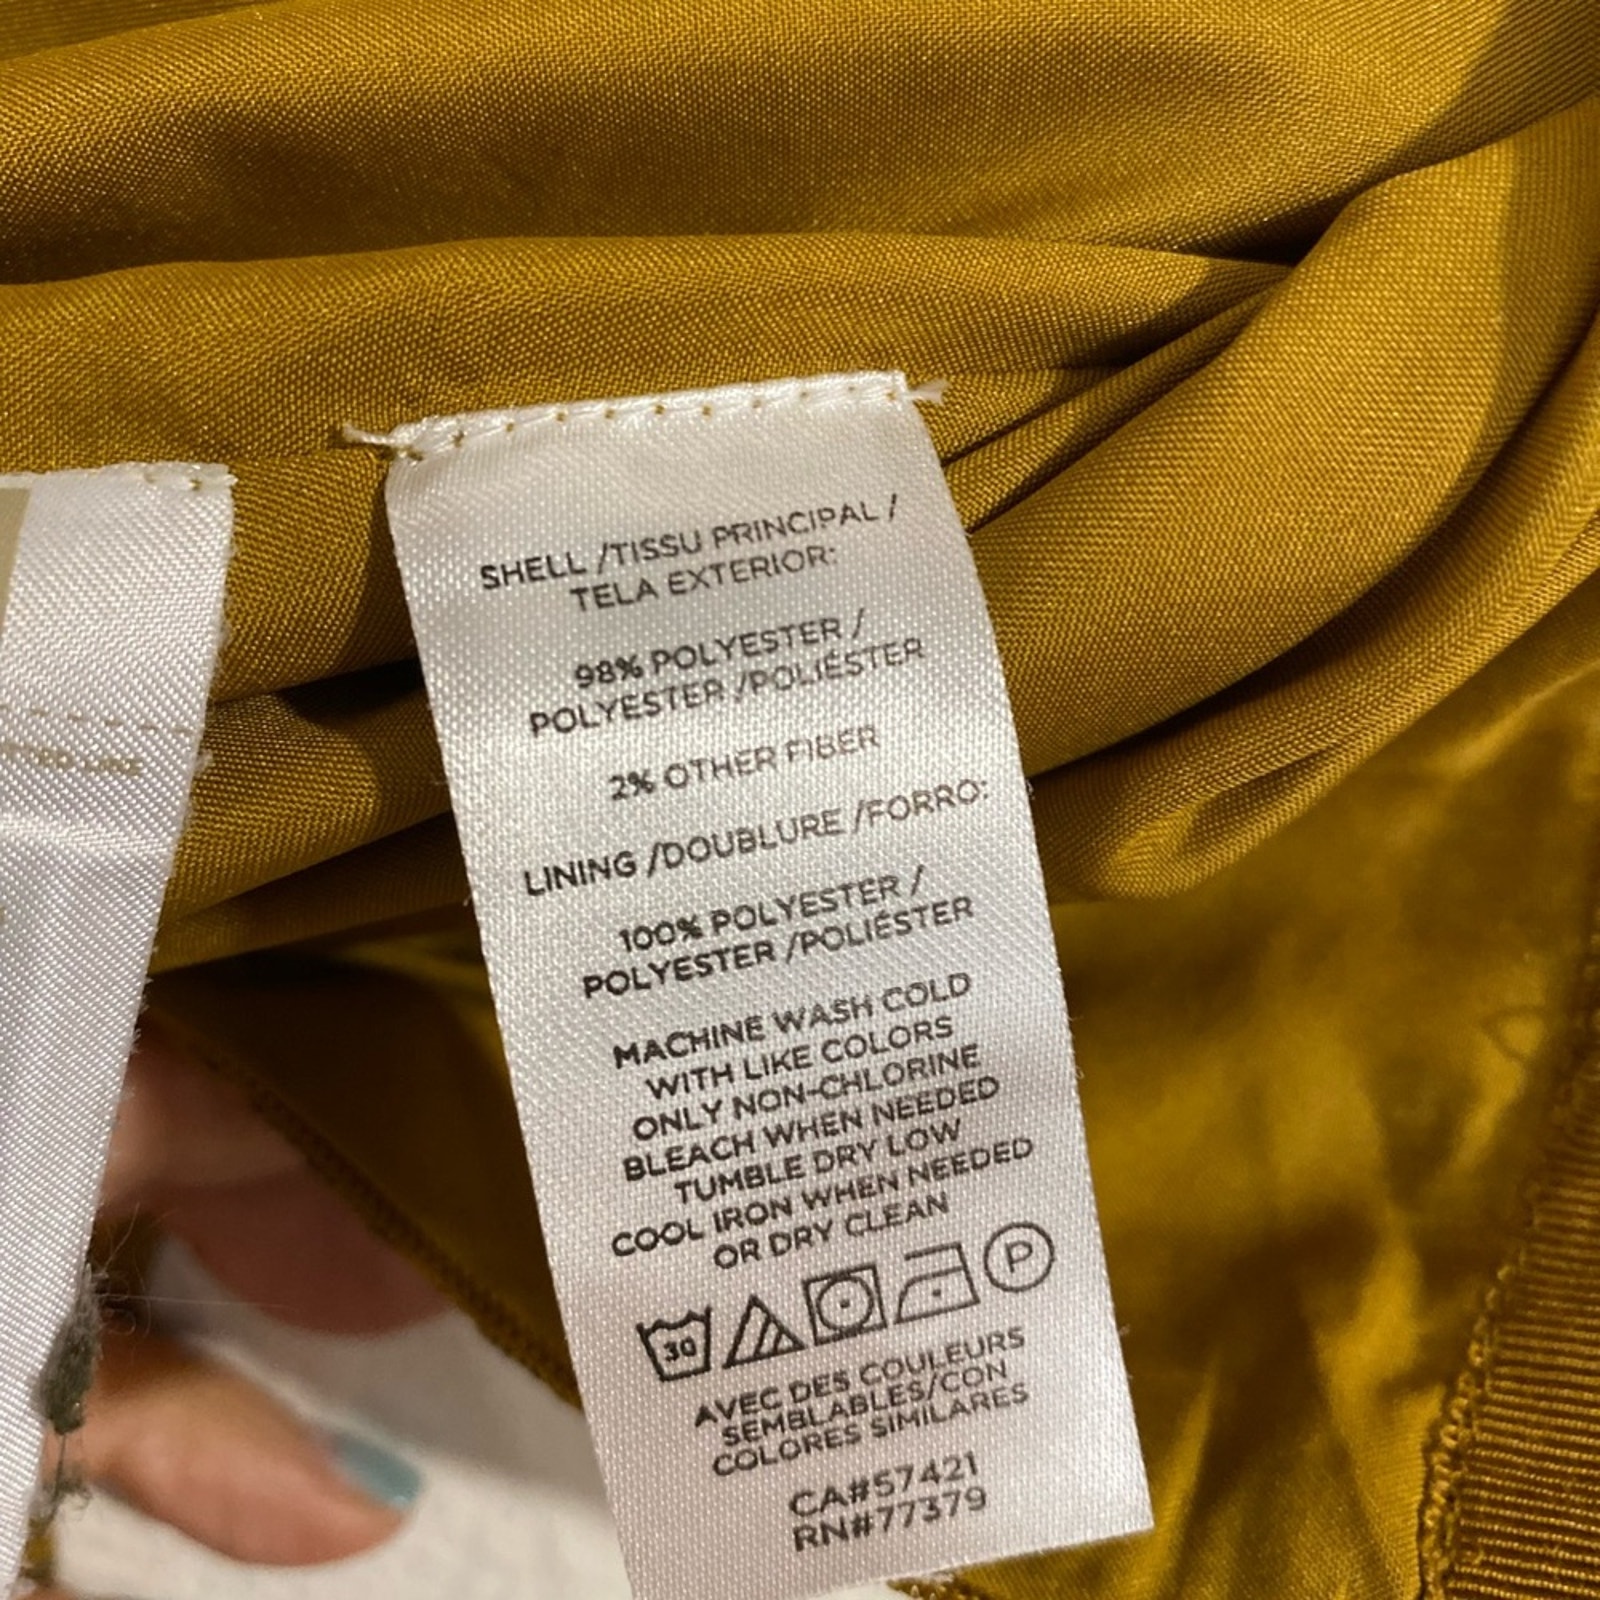 SHELL /TISSU PRINCIPAL /
TELA EXTERIOR:
98% POLYESTER /
POLYESTER /POLIÉSTER
2% OTHER FIBER
LINING /DOUBLURE /FORRO:
100% POLYESTER /
POLYESTER /POLIÉSTER
MACHINE WASH COLD
WITH LIKE COLORS
ONLY NON-CHLORINE
BLEACH WHEN NEEDED
TUMBLE DRY LOW
COOL IRON WHEN NEEDED
OR DRY CLEAN
30 P
AVEC DES COULEURS
SEMBLABLES/CON
COLORES SIMILARES
CA#57421
RN#77379